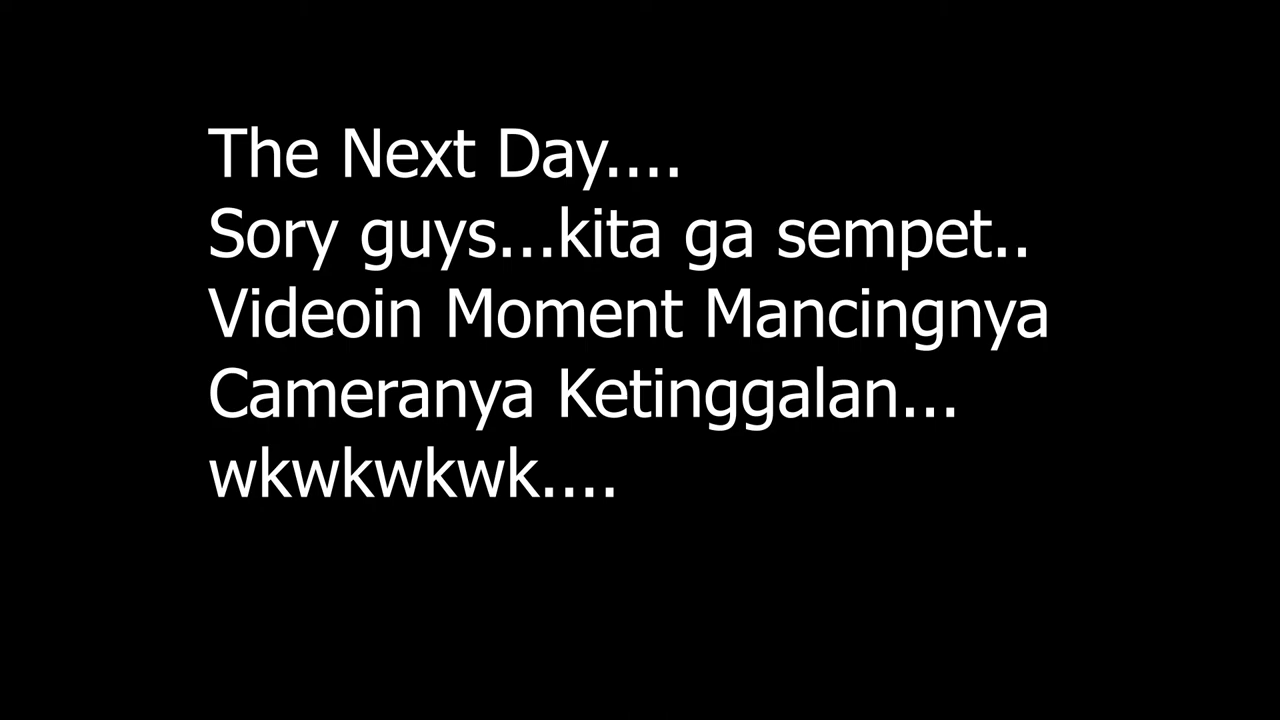 The Next Day....
Sory guys...kita ga sempet..
Videoin Moment Mancingnya
Cameranya Ketinggalan...
wkwkwkwk....